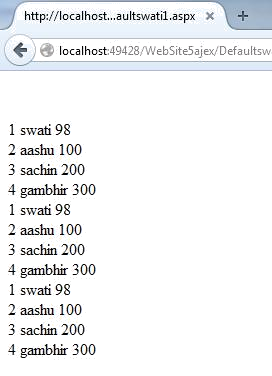 http://localhost...aultswati1.aspx
localhost:49428/WebSite5ajex/Defaultsw
1 swati 98
2 aashu 100
3 sachin 200
4 gambhir 300
1 swati 98
2 aashu 100
3 sachin 200
4 gambhir 300
1 swati 98
2 aashu 100
3 sachin 200
4 gambhir 300